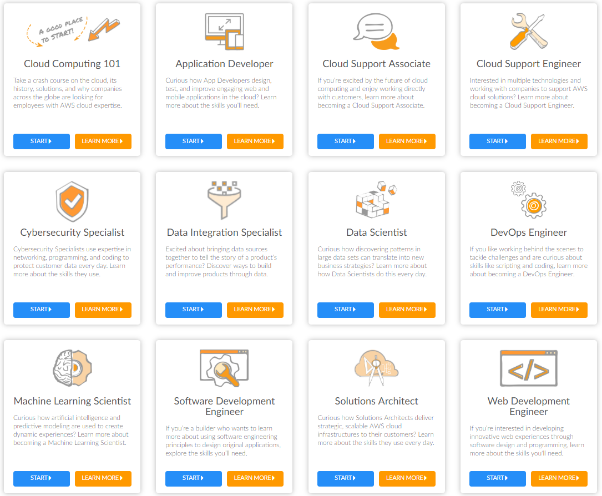 A GOOD PLACE
TO START!
Cloud Computing 101
Take a crash course on the cloud, its
history, solutions, and why companies
across the globe are looking for
employees with AWS cloud expertise.
START
LEARN MORE
Application Developer
Curious how App Developers design,
test, and improve engaging web and
mobile applications in the cloud? Learn
more about the skills you'll need.
START
LEARN MORE
Cloud Support Associate
If you're excited by the future of cloud
computing and enjoy working directly
with customers, learn more about
becoming a Cloud Support Associate.
START
LEARN MORE
Cloud Support Engineer
Interested in multiple technologies and
working with companies to support AWS
cloud solutions? Learn more about
becoming a Cloud Support Engineer.
START
LEARN MORE
Cybersecurity Specialist
Cybersecurity Specialists use expertise in
networking, programming, and coding to
protect customer data every day. Learn
more about the skills they use.
START
LEARN MORE
Data Integration Specialist
Excited about bringing data sources
together to tell the story of a product's
performance? Discover ways to build
and improve products through data.
START
LEARN MORE
Data Scientist
Curious how discovering patterns in
large data sets can translate into new
business strategies? Learn more about
how Data Scientists do this every day.
START
LEARN MORE
DevOps Engineer
If you like working behind the scenes to
tackle challenges and are curious about
skills like scripting and coding, learn more
about becoming a DevOps Engineer.
START
LEARN MORE
Machine Learning Scientist
Curious how artificial intelligence and
predictive modeling are used to create
dynamic experiences? Learn more about
becoming a Machine Learning Scientist.
START
LEARN MORE
Software Development
Engineer
If you're a builder who wants to learn
more about using software engineering
principles to design original applications,
explore the skills you'll need.
START
LEARN MORE
Solutions Architect
Curious how Solutions Architects deliver
strategic, scalable AWS cloud
infrastructures to their customers? Learn
more about the skills they use every day.
START
LEARN MORE
</>
Web Development
Engineer
If you're interested in developing
innovative web experiences through
software design and programming, learn
more about the skills you'll need.
START
LEARN MORE